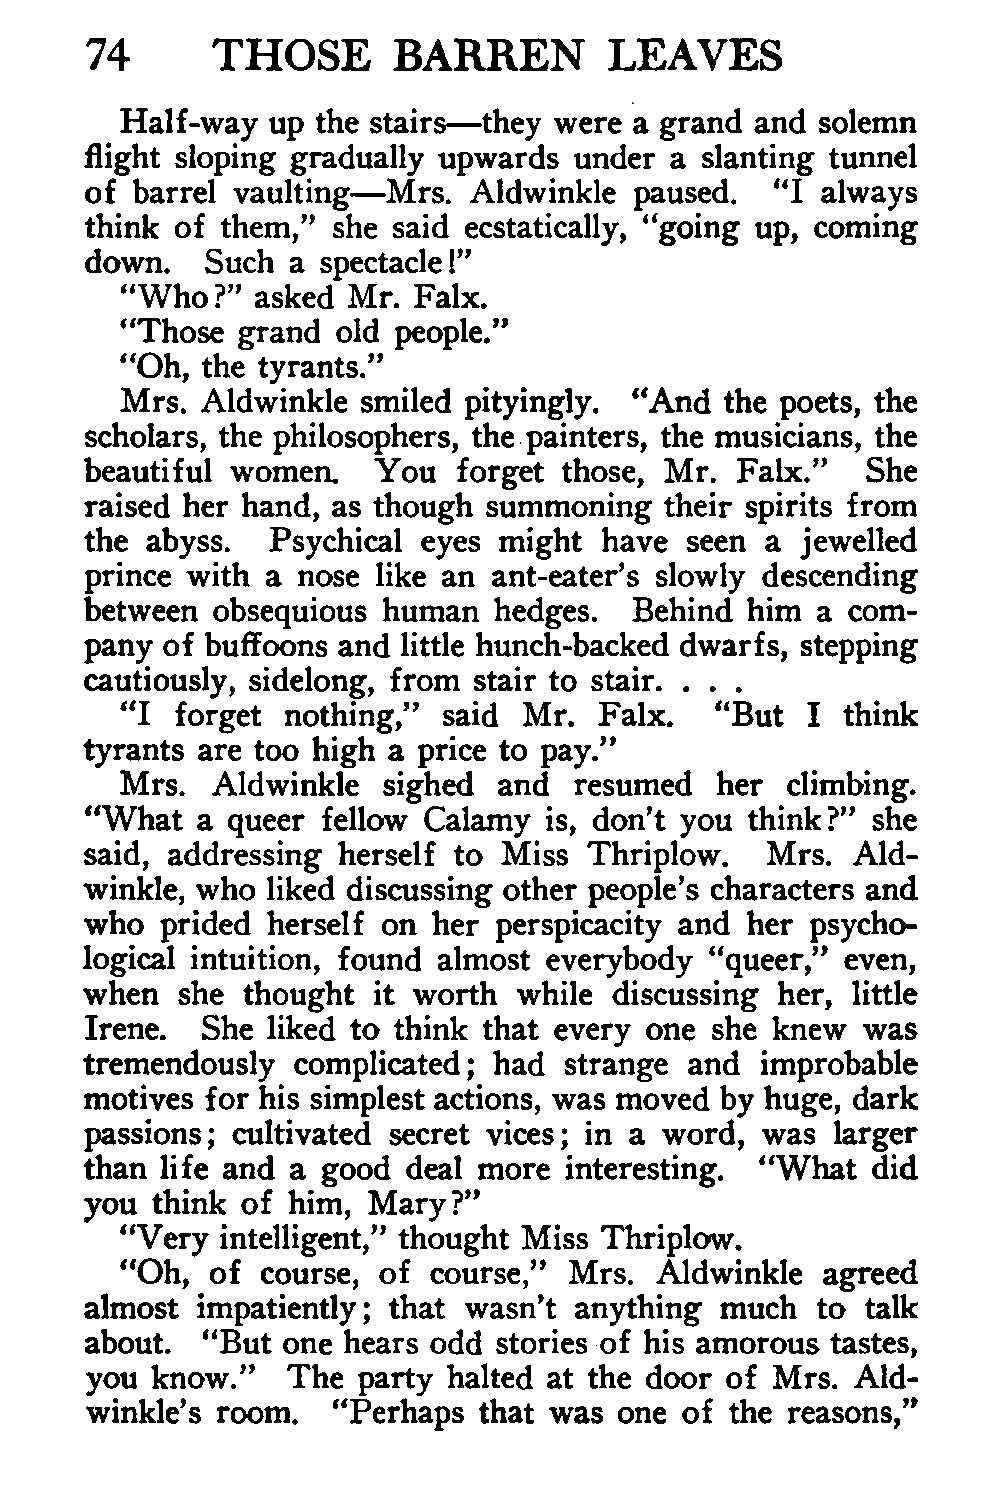 74 THOSE BARREN LEAVES
Half-way up the stairs—they were a grand and solemn
flight sloping gradually upwards under a slanting tunnel
of barrel vaulting—Mrs. Aldwinkle paused. “I always
think of them,” she said ecstatically, “going up, coming
down. Such a spectacle!”
“Who?” asked Mr. Falx.
“Those grand old people.”
“Oh, the tyrants.”
Mrs. Aldwinkle smiled pityingly. “And the poets, the
scholars, the philosophers, the painters, the musicians, the
beautiful women. You forget those, Mr. Falx.” She
raised her hand, as though summoning their spirits from
the abyss. Psychical eyes might have seen a jewelled
prince with a nose like an ant-eater’s slowly descending
between obsequious human hedges. Behind him a com-
pany of buffoons and little hunch-backed dwarfs, stepping
cautiously, sidelong, from stair to stair. . . .
“I forget nothing,” said Mr. Falx. “But I think
tyrants are too high a price to pay.”
Mrs. Aldwinkle sighed and resumed her climbing.
“What a queer fellow Calamy is, don’t you think?” she
said, addressing herself to Miss Thriplow. Mrs. Ald-
winkle, who liked discussing other people’s characters and
who prided herself on her perspicacity and her psycho-
logical intuition, found almost everybody “queer,” even,
when she thought it worth while discussing her, little
Irene. She liked to think that every one she knew was
tremendously complicated; had strange and improbable
motives for his simplest actions, was moved by huge, dark
passions; cultivated secret vices; in a word, was larger
than life and a good deal more interesting. “What did
you think of him, Mary?”
“Very intelligent,” thought Miss Thriplow.
“Oh, of course, of course,” Mrs. Aldwinkle agreed
almost impatiently; that wasn’t anything much to talk
about. “But one hears odd stories of his amorous tastes,
you know.” The party halted at the door of Mrs. Ald-
winkle’s room. “Perhaps that was one of the reasons,”